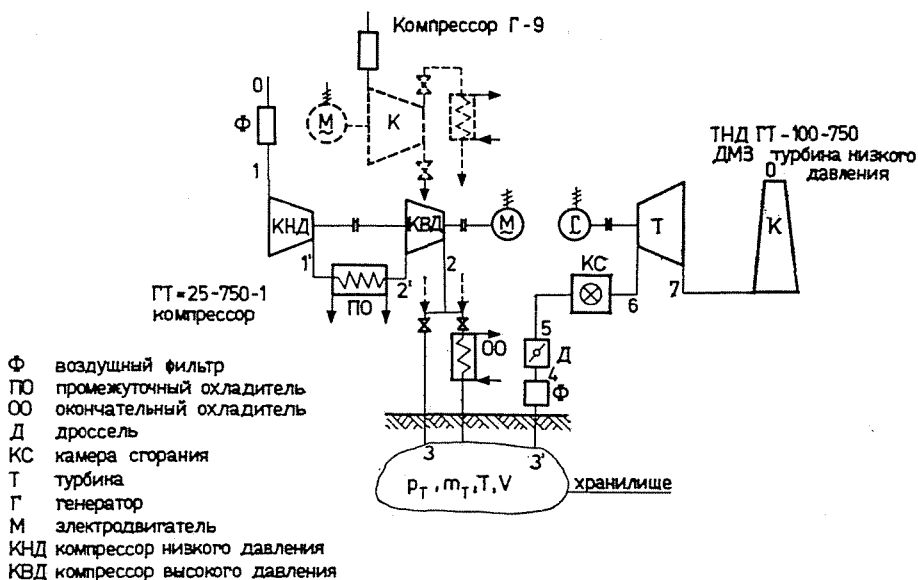 Компрессор Г-9
0
Ф
1
М
К
ТНД ГТ-100-750
ДМЗ турбина низкого
давления
0
КНД
КВД
М
Г
Т
К
1'
2'
2
ПО
КС
6
7
ГТ=25-750-1
компрессор
ОО
5
Д
4
Ф
3
3'
pТ, mТ, T, V
хранилище
Ф воздушный фильтр
ПО промежуточный охладитель
ОО окончательный охладитель
Д дроссель
КС камера сгорания
Т турбина
Г генератор
М электродвигатель
КНД компрессор низкого давления
КВД компрессор высокого давления